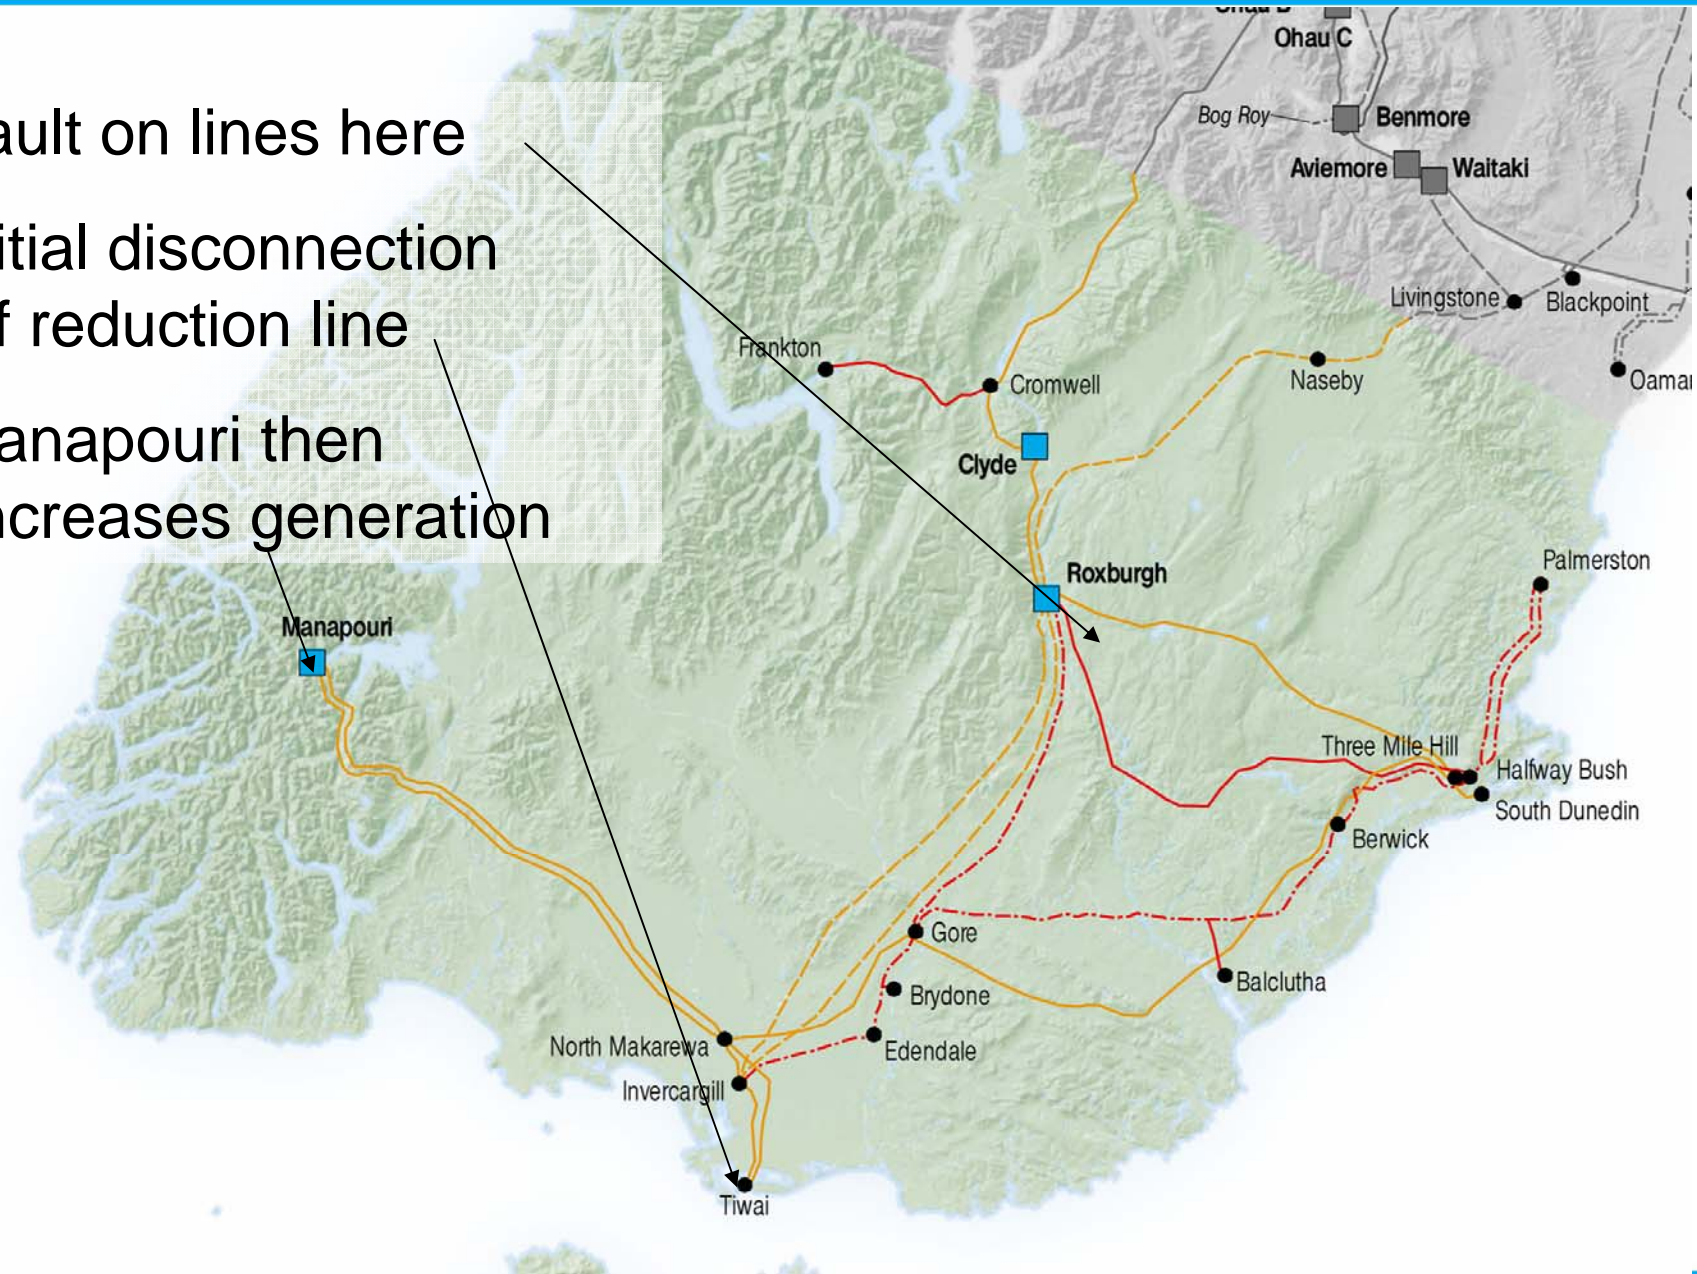 ault on lines here
itial disconnection
f reduction line
anapouri then
ncreases generation
Ohau C
Bog Roy
Benmore
Aviemore
Waitaki
Livingstone
Blackpoint
Oamar
Frankton
Cromwell
Naseby
Clyde
Roxburgh
Palmerston
Manapouri
Three Mile Hill
Halfway Bush
South Dunedin
Berwick
Gore
Balclutha
Brydone
North Makarewa
Edendale
Invercargill
Tiwai